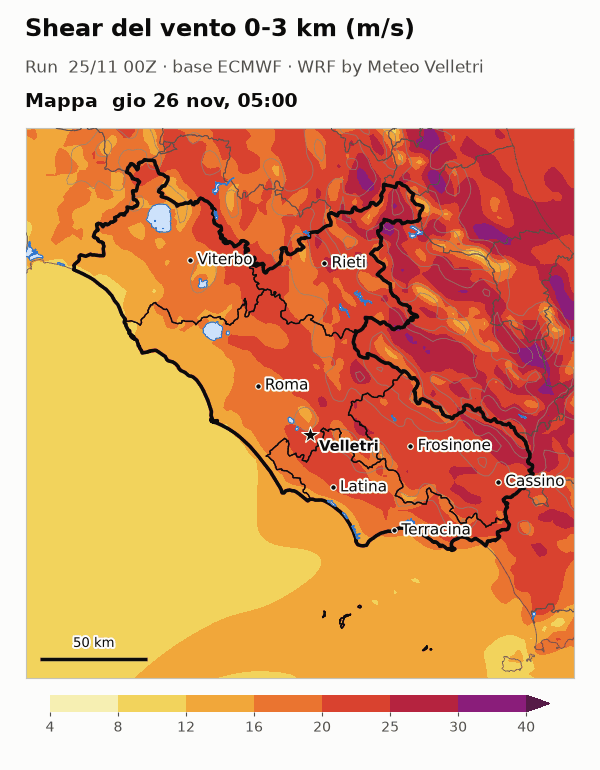 Shear del vento 0-3 km (m/s)
Run  25/11 00Z · base ECMWF · WRF by Meteo Velletri
Mappa  gio 26 nov, 05:00
Viterbo
Rieti
Roma
Velletri
Frosinone
Latina
Cassino
Terracina
50 km
4 8 12 16 20 25 30 40